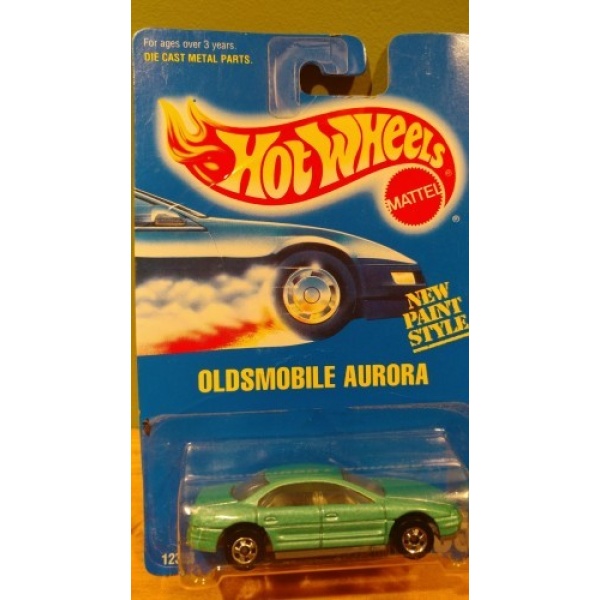 For ages over 3 years.
DIE CAST METAL PARTS.
HOT WHEELS
MATTEL
®
®
NEW
PAINT
STYLE
OLDSMOBILE AURORA